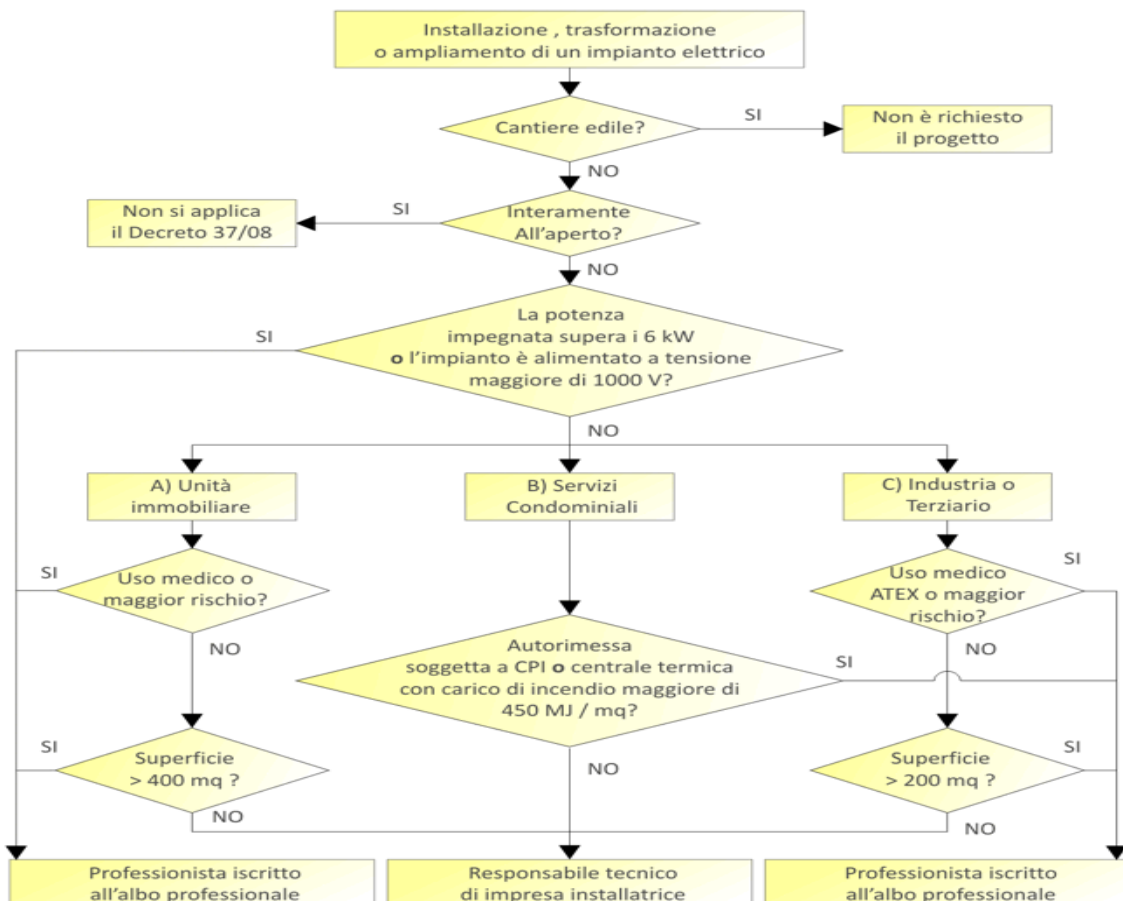 Installazione , trasformazione
o ampliamento di un impianto elettrico
Cantiere edile?
SI
Non è richiesto
il progetto
NO
Non si applica
il Decreto 37/08
SI
Interamente
All'aperto?
NO
La potenza
impegnata supera i 6 kW
o l'impianto è alimentato a tensione
maggiore di 1000 V?
SI
NO
A) Unità
immobiliare
B) Servizi
Condominiali
C) Industria o
Terziario
SI
Uso medico o
maggior rischio?
NO
Uso medico
ATEX o maggior
rischio?
SI
NO
Autorimessa
soggetta a CPI o centrale termica
con carico di incendio maggiore di
450 MJ / mq?
SI
NO
SI
Superficie
> 400 mq ?
NO
Superficie
> 200 mq ?
SI
NO
Professionista iscritto
all'albo professionale
Responsabile tecnico
di impresa installatrice
Professionista iscritto
all'albo professionale